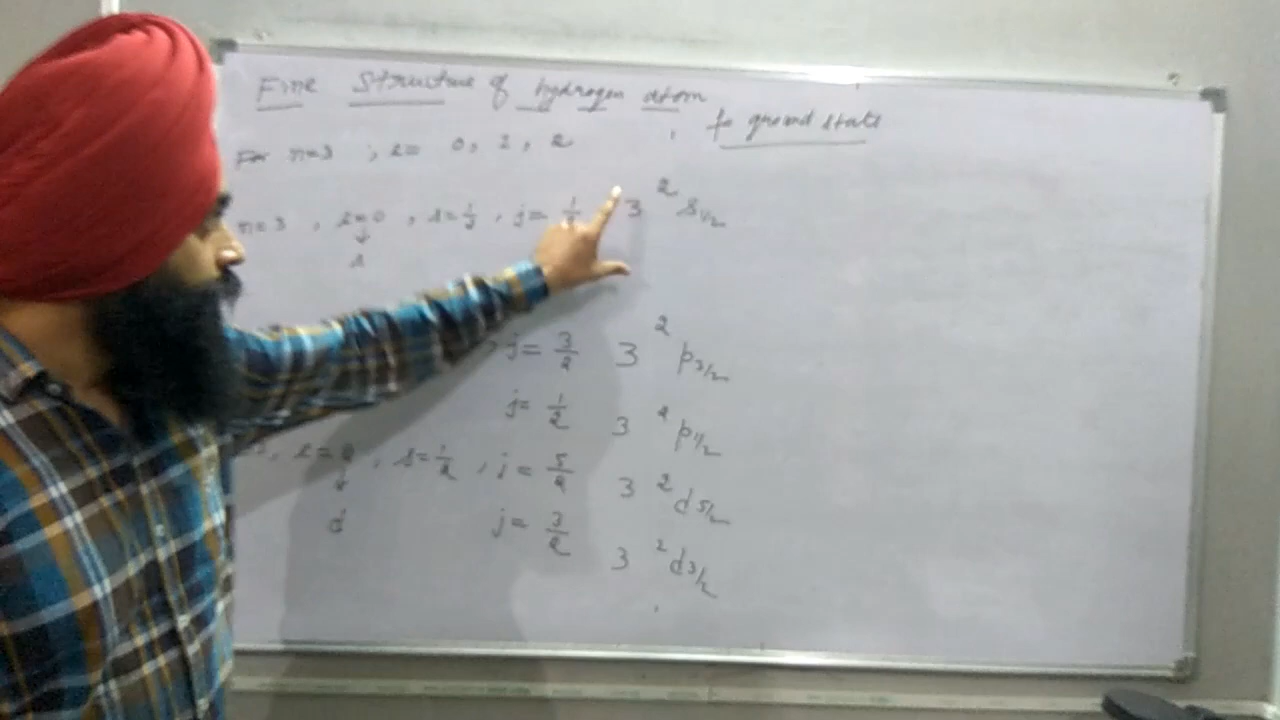 Fine Structure of hydrogen atom
for ground state
For n=3 , l= 0, 1, 2
n=3 , l=0 , s=1/2 , j= 3 ²s1/2
↓
s
j= 3/2 3 ²p3/2
j= 1/2 3 ²p1/2
, l=2 , s=1/2 , j= 5/2 3 ²d5/2
↓
d j= 3/2 3 ²d3/2